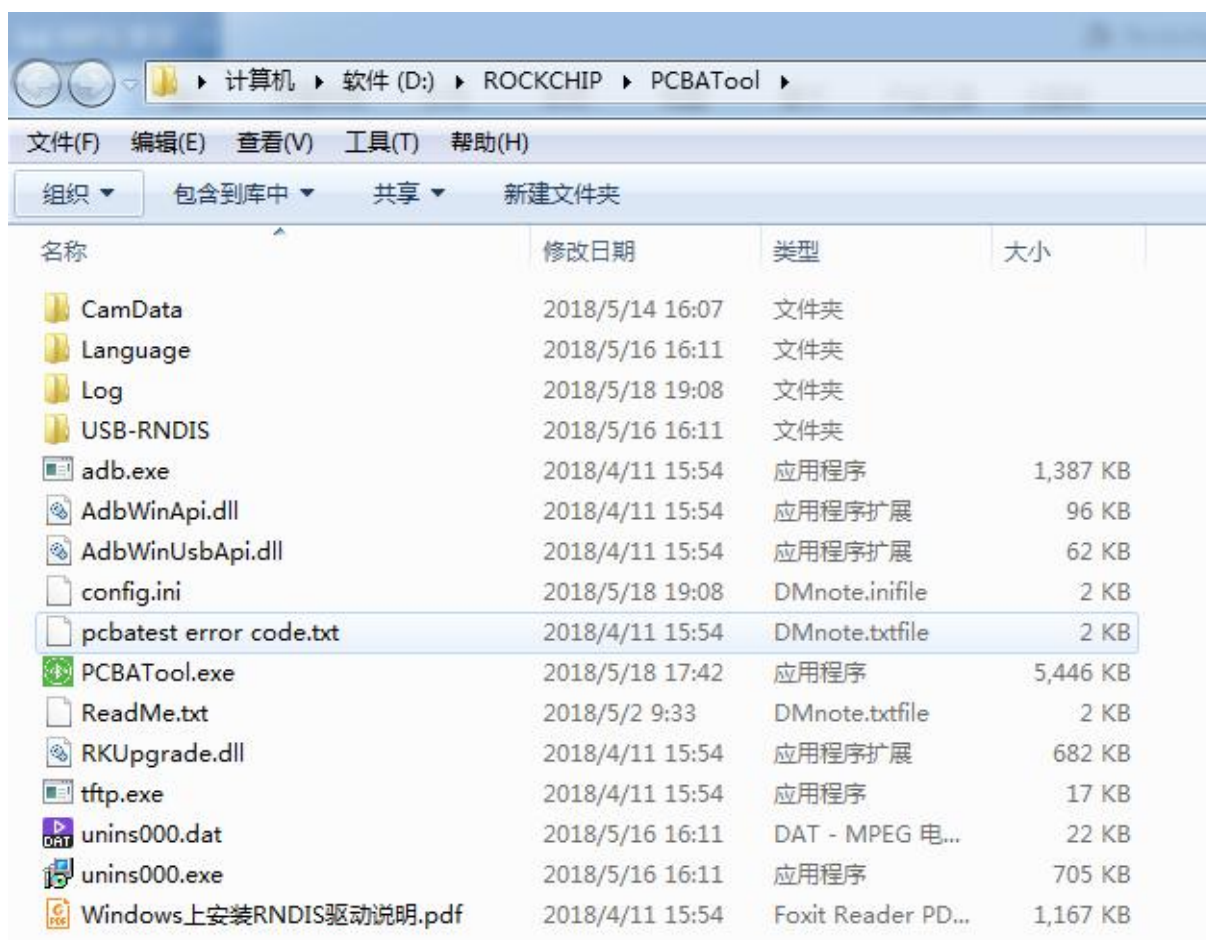 计算机 软件 (D:) ROCKCHIP PCBATool
文件(F) 编辑(E) 查看(V) 工具(T) 帮助(H)
组织 包含到库中 共享 新建文件夹
名称 修改日期 类型 大小
CamData 2018/5/14 16:07 文件夹
Language 2018/5/16 16:11 文件夹
Log 2018/5/18 19:08 文件夹
USB-RNDIS 2018/5/16 16:11 文件夹
adb.exe 2018/4/11 15:54 应用程序 1,387 KB
AdbWinApi.dll 2018/4/11 15:54 应用程序扩展 96 KB
AdbWinUsbApi.dll 2018/4/11 15:54 应用程序扩展 62 KB
config.ini 2018/5/18 19:08 DMnote.inifile 2 KB
pcbatest error code.txt 2018/4/11 15:54 DMnote.txtfile 2 KB
PCBATool.exe 2018/5/18 17:42 应用程序 5,446 KB
ReadMe.txt 2018/5/2 9:33 DMnote.txtfile 2 KB
RKUpgrade.dll 2018/4/11 15:54 应用程序扩展 682 KB
tftp.exe 2018/4/11 15:54 应用程序 17 KB
DAT unins000.dat 2018/5/16 16:11 DAT - MPEG 电... 22 KB
unins000.exe 2018/5/16 16:11 应用程序 705 KB
PDF Windows上安装RNDIS驱动说明.pdf 2018/4/11 15:54 Foxit Reader PD... 1,167 KB